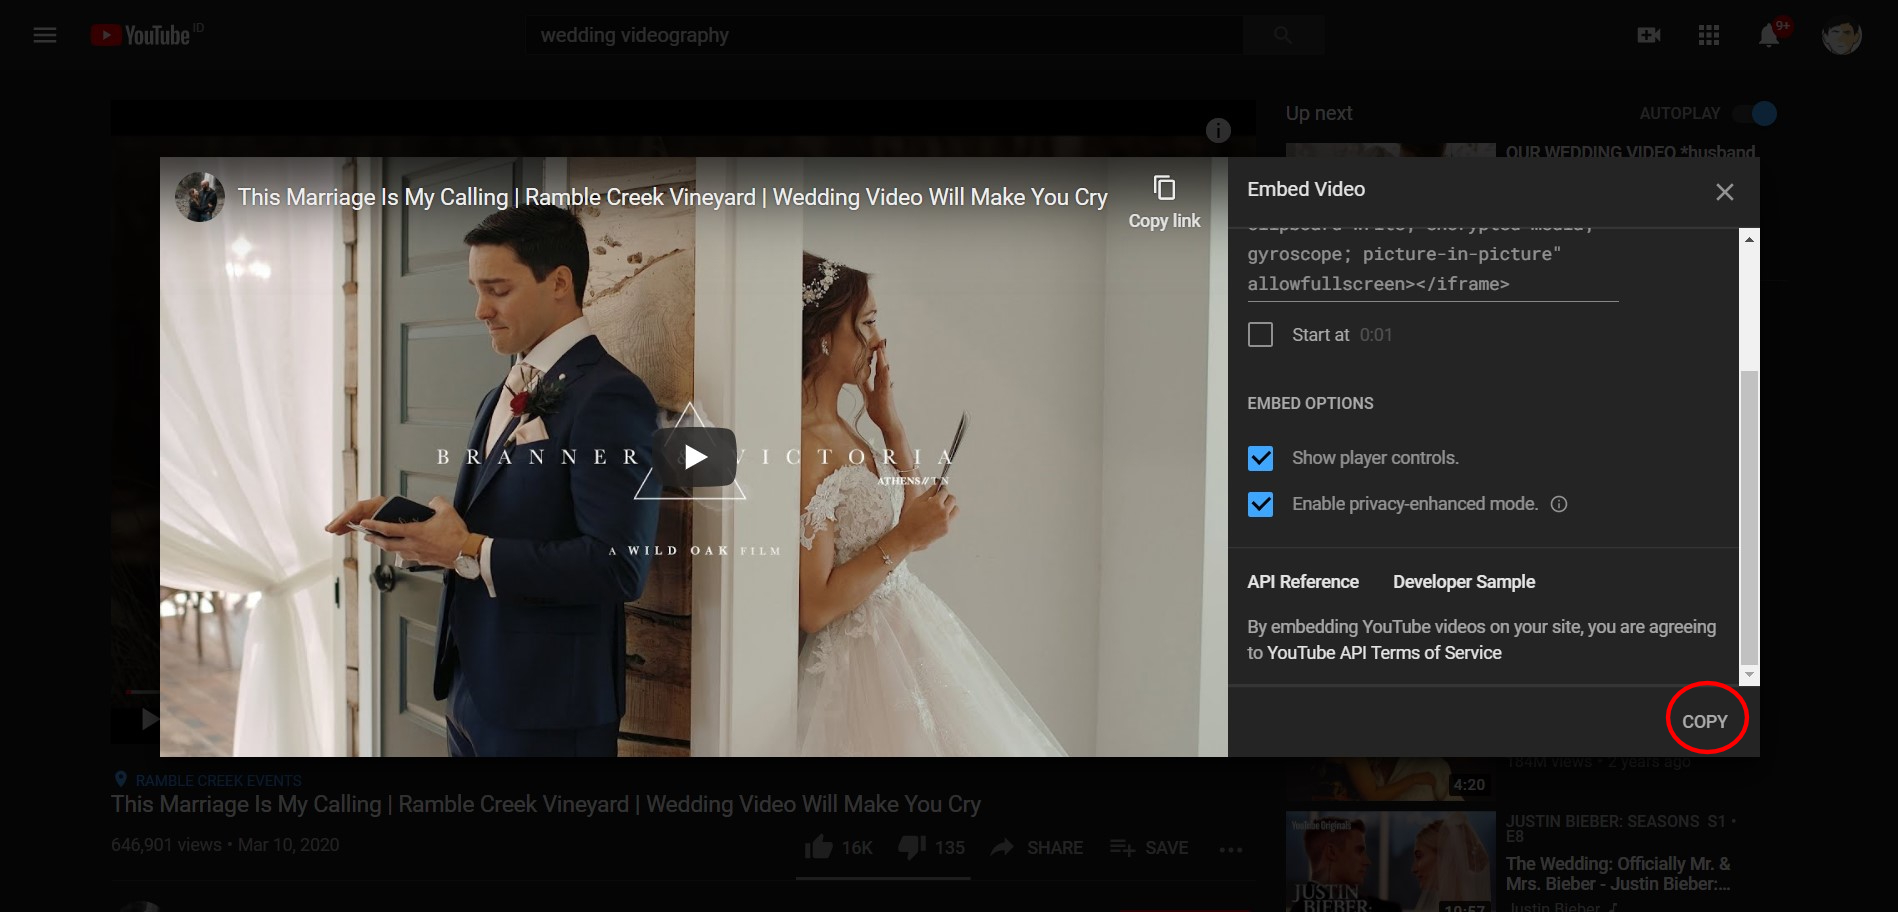 YouTube ID
wedding videography
9+
Up next
AUTOPLAY
OUR WEDDING VIDEO *husband
This Marriage Is My Calling | Ramble Creek Vineyard | Wedding Video Will Make You Cry
Copy link
BRANNER & VICTORIA
ATHENS//TN
A WILD OAK FILM
Embed Video
clipboard-write; encrypted-media;
gyroscope; picture-in-picture"
allowfullscreen></iframe>
Start at 0:01
EMBED OPTIONS
Show player controls.
Enable privacy-enhanced mode.
API Reference Developer Sample
By embedding YouTube videos on your site, you are agreeing
to YouTube API Terms of Service
COPY
RAMBLE CREEK EVENTS
This Marriage Is My Calling | Ramble Creek Vineyard | Wedding Video Will Make You Cry
646,901 views • Mar 10, 2020
16K 135 SHARE SAVE
184M views • 2 years ago
4:20
YouTube Originals
JUSTIN
BIEBER:
10:57
JUSTIN BIEBER: SEASONS S1 •
E8
The Wedding: Officially Mr. &
Mrs. Bieber - Justin Bieber:...
Justin Bieber